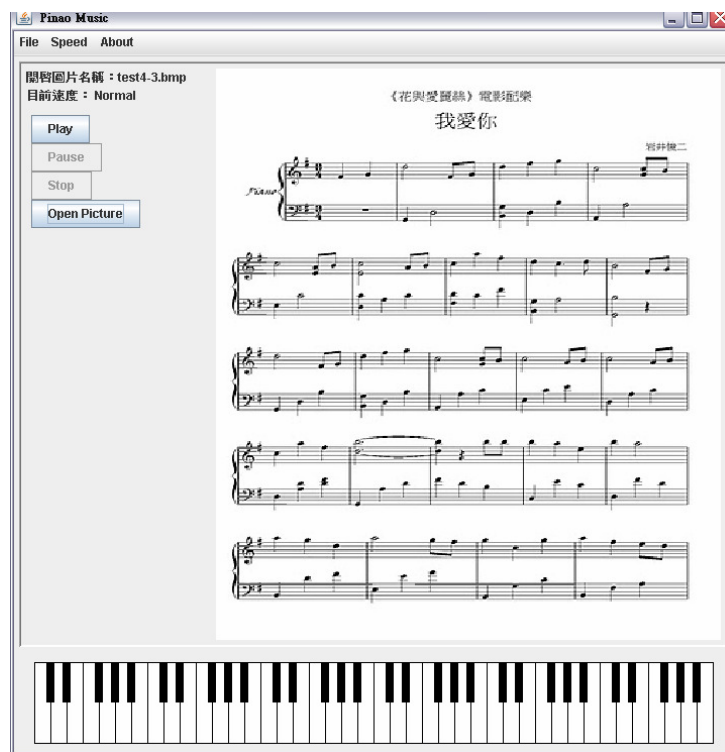 Pinao Music
File Speed About
開啓圖片名稱：test4-3.bmp
目前速度： Normal
Play
Pause
Stop
Open Picture
《花與愛麗絲》電影配樂
我愛你
岩井俊二
Piano